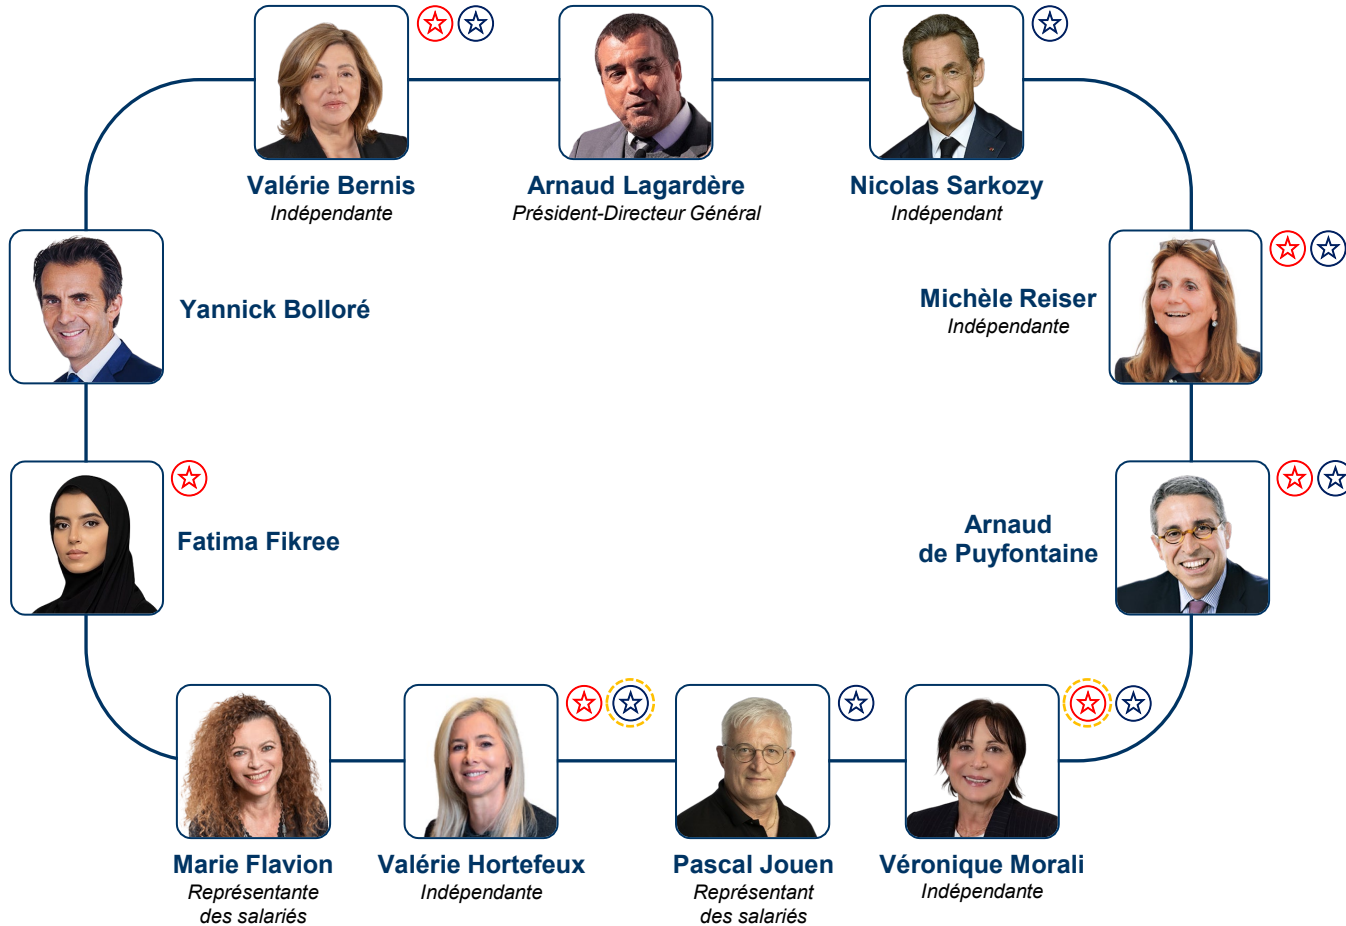 Valérie Bernis
Indépendante
Arnaud Lagardère
Président-Directeur Général
Nicolas Sarkozy
Indépendant
Yannick Bolloré
Michèle Reiser
Indépendante
Fatima Fikree
Arnaud
de Puyfontaine
Marie Flavion
Représentante
des salariés
Valérie Hortefeux
Indépendante
Pascal Jouen
Représentant
des salariés
Véronique Morali
Indépendante